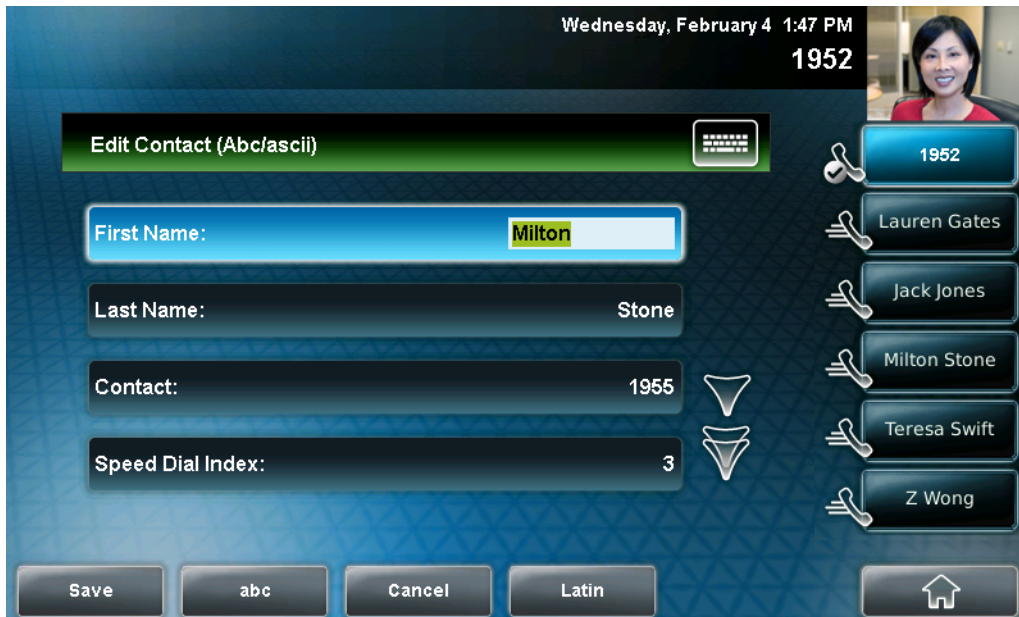 Wednesday, February 4 1:47 PM
1952
Edit Contact (Abc/ascii)
First Name: Milton
Last Name: Stone
Contact: 1955
Speed Dial Index: 3
1952
Lauren Gates
Jack Jones
Milton Stone
Teresa Swift
Z Wong
Save abc Cancel Latin